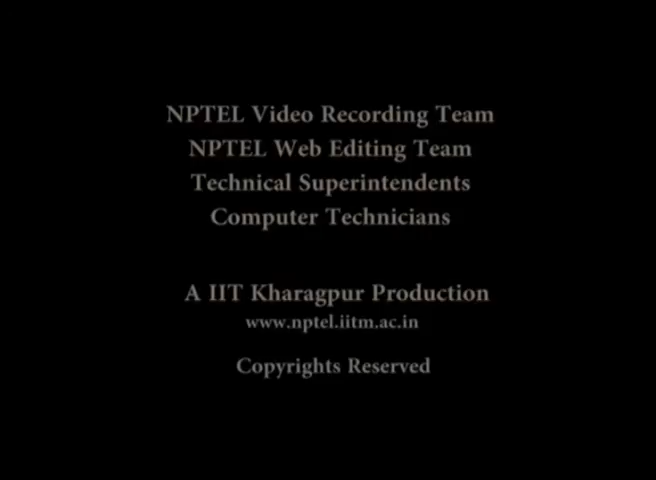 NPTEL Video Recording Team
NPTEL Web Editing Team
Technical Superintendents
Computer Technicians
A IIT Kharagpur Production
www.nptel.iitm.ac.in
Copyrights Reserved